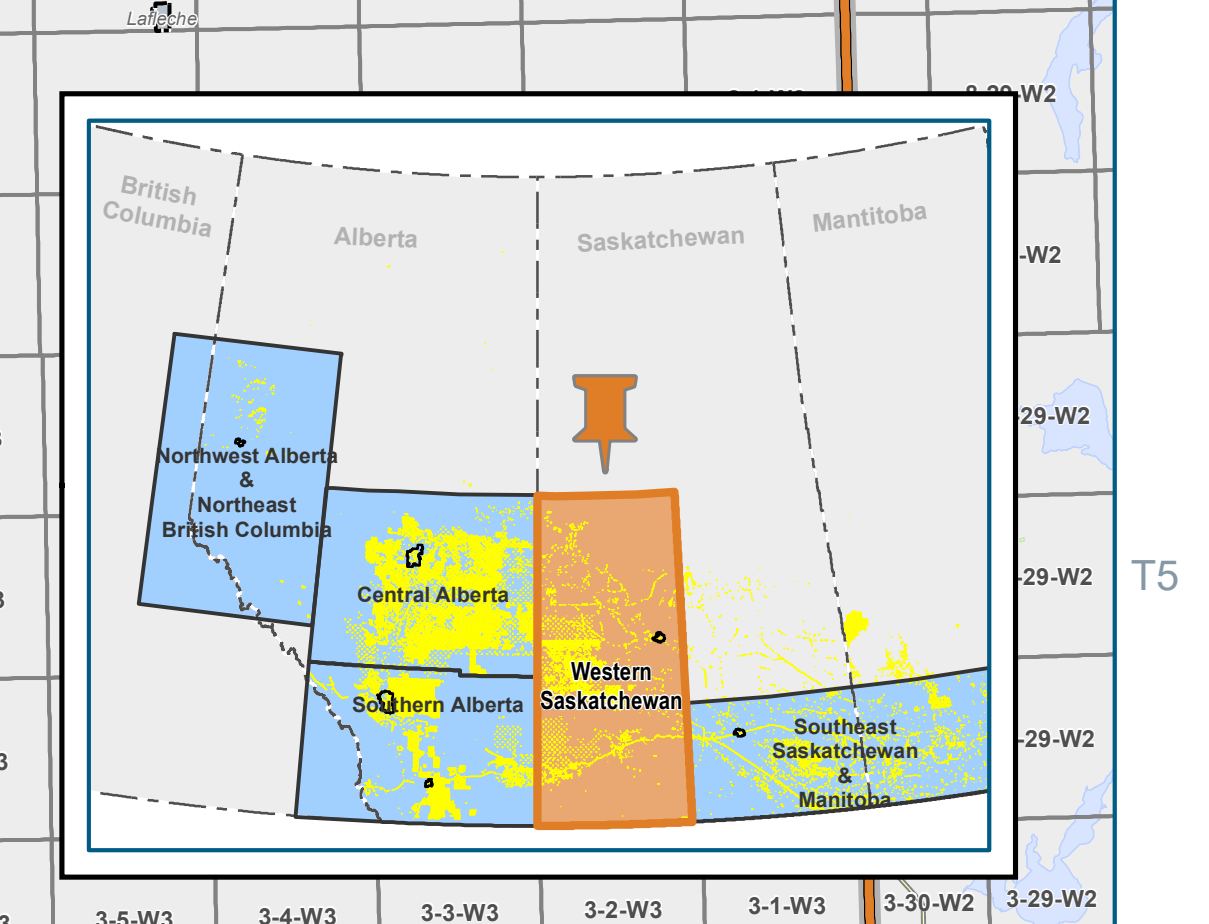 Lafleche
8-29-W2
British
Columbia
Alberta
Saskatchewan
Mantitoba
-W2
29-W2
Northwest Alberta
&
Northeast
British Columbia
Central Alberta
-29-W2
T5
Western
Saskatchewan
Southern Alberta
Southeast
Saskatchewan
&
Manitoba
-29-W2
3-5-W3
3-4-W3
3-3-W3
3-2-W3
3-1-W3
3-30-W2
3-29-W2